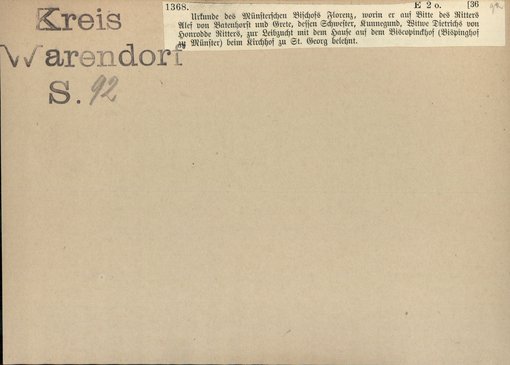 Kreis
Warendorf
S. 92
1368. E 2 o. [36
Urkunde des Münsterschen Bischofs Florenz, worin er auf Bitte des Ritters
Alef von Batenhorst und Grete, dessen Schwester, Kunnegund, Witwe Dietrichs von
Honrodde Ritters, zur Leibzucht mit dem Hause auf dem Biscopinckhof (Bispinghof
zu Münster) beim Kirchhof zu St. Georg belehnt.